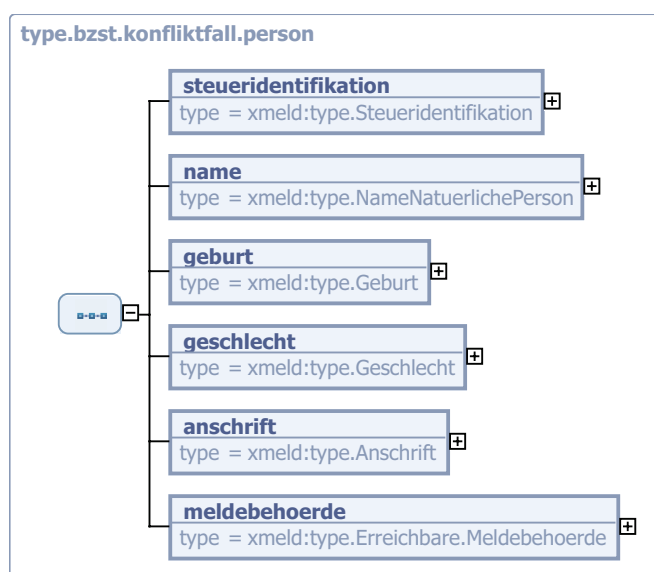 type.bzst.konfliktfall.person
steueridentifikation
type = xmeld:type.Steueridentifikation
name
type = xmeld:type.NameNatuerlichePerson
geburt
type = xmeld:type.Geburt
geschlecht
type = xmeld:type.Geschlecht
anschrift
type = xmeld:type.Anschrift
meldebehoerde
type = xmeld:type.Erreichbare.Meldebehoerde